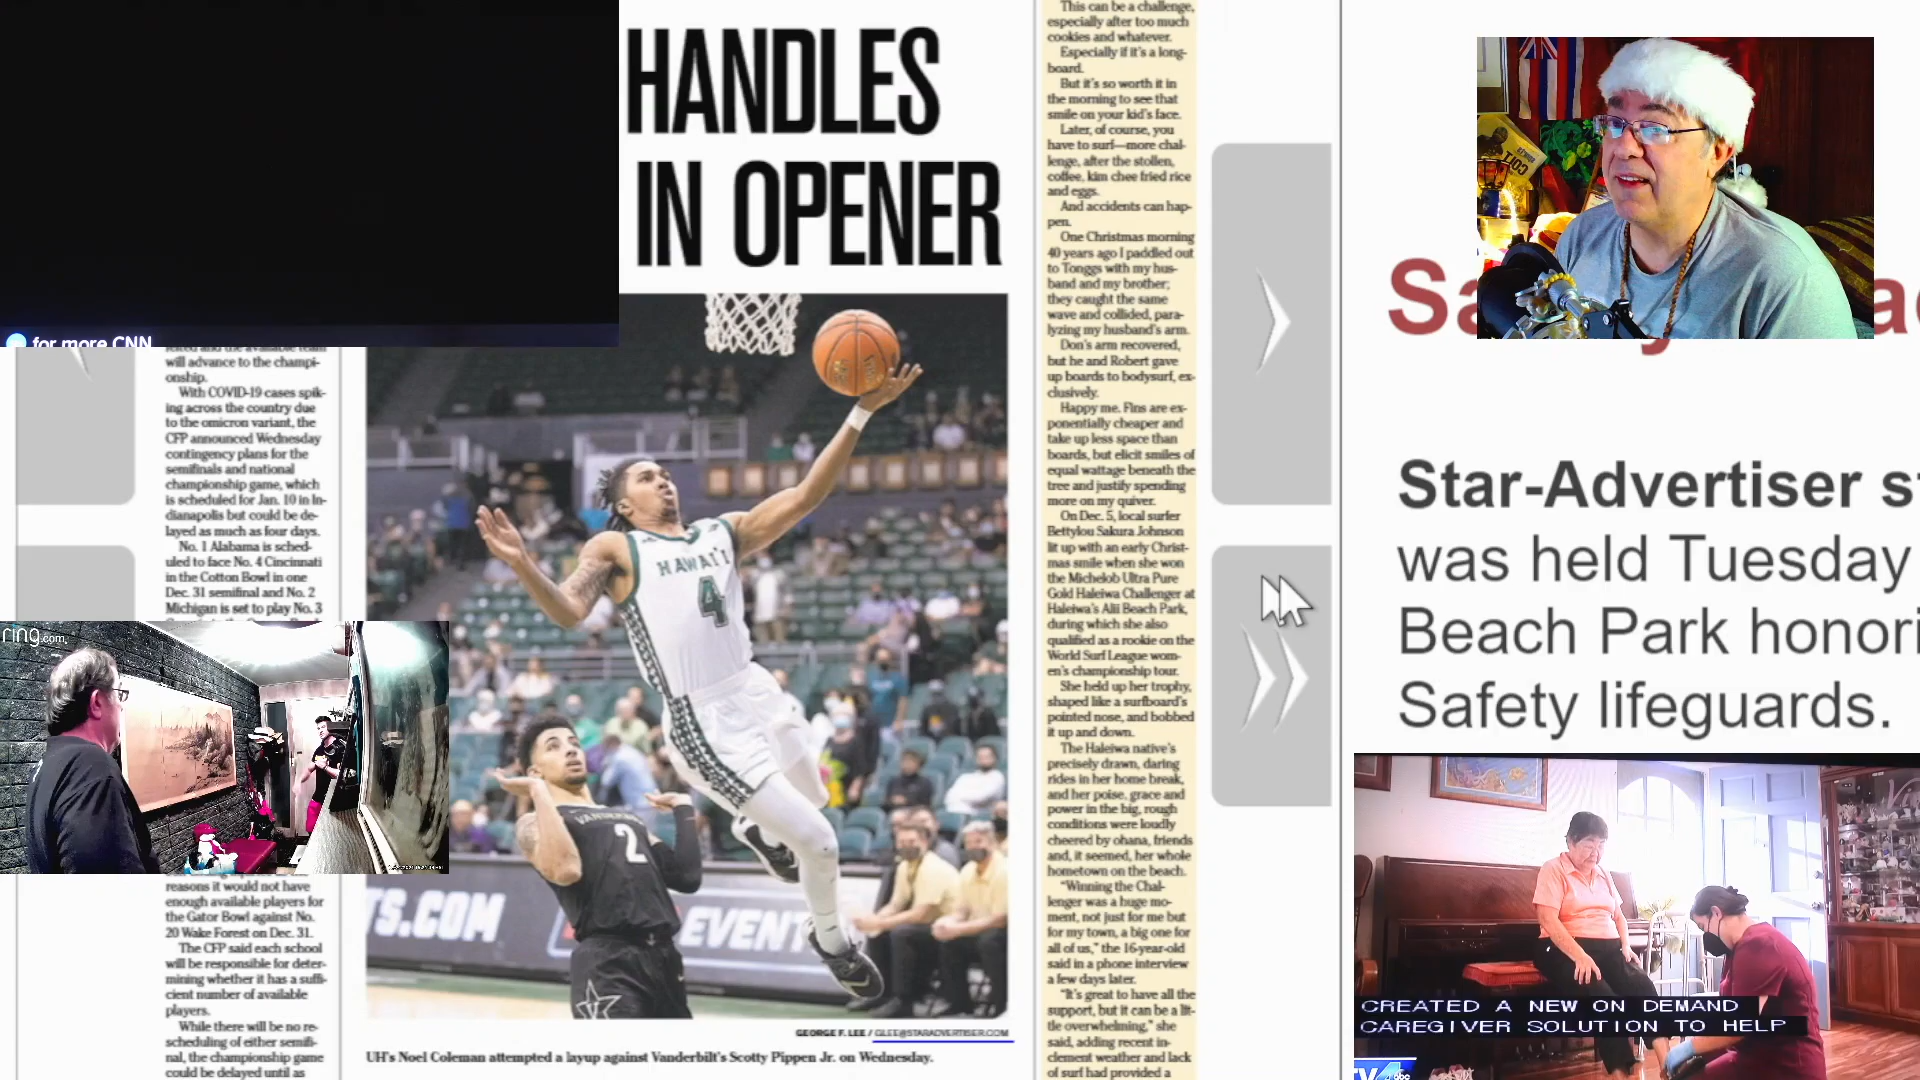 HANDLES
IN OPENER
for more CNN
will advance to the champi-
onship.
With COVID-19 cases spik-
ing across the country due
to the omicron variant, the
CFP announced Wednesday
contingency plans for the
semifinals and national
championship game, which
is scheduled for Jan. 10 in In-
dianapolis but could be de-
layed as much as four days.
No. 1 Alabama is sched-
uled to face No. 4 Cincinnati
in the Cotton Bowl in one
Dec. 31 semifinal and No. 2
Michigan is set to play No. 3
ring.com
reasons it would not have
enough available players for
the Gator Bowl against No.
20 Wake Forest on Dec. 31.
The CFP said each school
will be responsible for deter-
mining whether it has a suffi-
cient number of available
players.
While there will be no re-
scheduling of either semifi-
nal, the championship game
could be delayed until as
HAWAI'I
4
2
TS.COM
EVENT
GEORGE F. LEE / GLEE@STARADVERTISER.COM
UH's Noel Coleman attempted a layup against Vanderbilt's Scotty Pippen Jr. on Wednesday.
This can be a challenge,
especially after too much
cookies and whatever.
Especially if it's a long-
board.
But it's so worth it in
the morning to see that
smile on your kid's face.
Later, of course, you
have to surf—more chal-
lenge, after the stollen,
coffee, kim chee fried rice
and eggs.
And accidents can hap-
pen.
One Christmas morning
40 years ago I paddled out
to Tonggs with my hus-
band and my brother;
they caught the same
wave and collided, para-
lyzing my husband's arm.
Don's arm recovered,
but he and Robert gave
up boards to bodysurf, ex-
clusively.
Happy me. Fins are ex-
ponentially cheaper and
take up less space than
boards, but elicit smiles of
equal wattage beneath the
tree and justify spending
more on my quiver.
On Dec. 5, local surfer
Bettylou Sakura Johnson
lit up with an early Christ-
mas smile when she won
the Michelob Ultra Pure
Gold Haleiwa Challenger at
Haleiwa's Alii Beach Park,
during which she also
qualified as a rookie on the
World Surf League wom-
en's championship tour.
She held up her trophy,
shaped like a surfboard's
pointed nose, and bobbed
it up and down.
The Haleiwa native's
precisely drawn, daring
rides in her home break,
and her poise, grace and
power in the big, rough
conditions were loudly
cheered by ohana, friends
and, it seemed, her whole
hometown on the beach.
"Winning the Chal-
lenger was a huge mo-
ment, not just for me but
for my town, a big one for
all of us," the 16-year-old
said in a phone interview
a few days later.
"It's great to have all the
support, but it can be a lit-
tle overwhelming," she
said, adding recent in-
clement weather and lack
of surf had provided a
Star-Advertiser st
was held Tuesday
Beach Park honori
Safety lifeguards.
CREATED A NEW ON DEMAND
CAREGIVER SOLUTION TO HELP